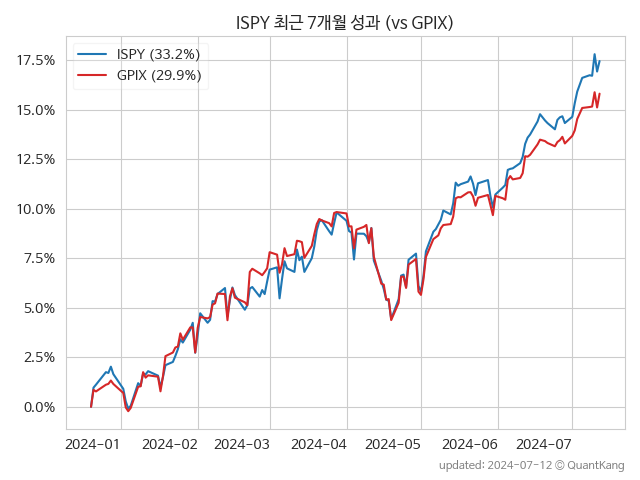 ISPY 최근 7개월 성과 (vs GPIX)
ISPY (33.2%)
GPIX (29.9%)
17.5%
15.0%
12.5%
10.0%
7.5%
5.0%
2.5%
0.0%
2024-01 2024-02 2024-03 2024-04 2024-05 2024-06 2024-07
updated: 2024-07-12 © QuantKang